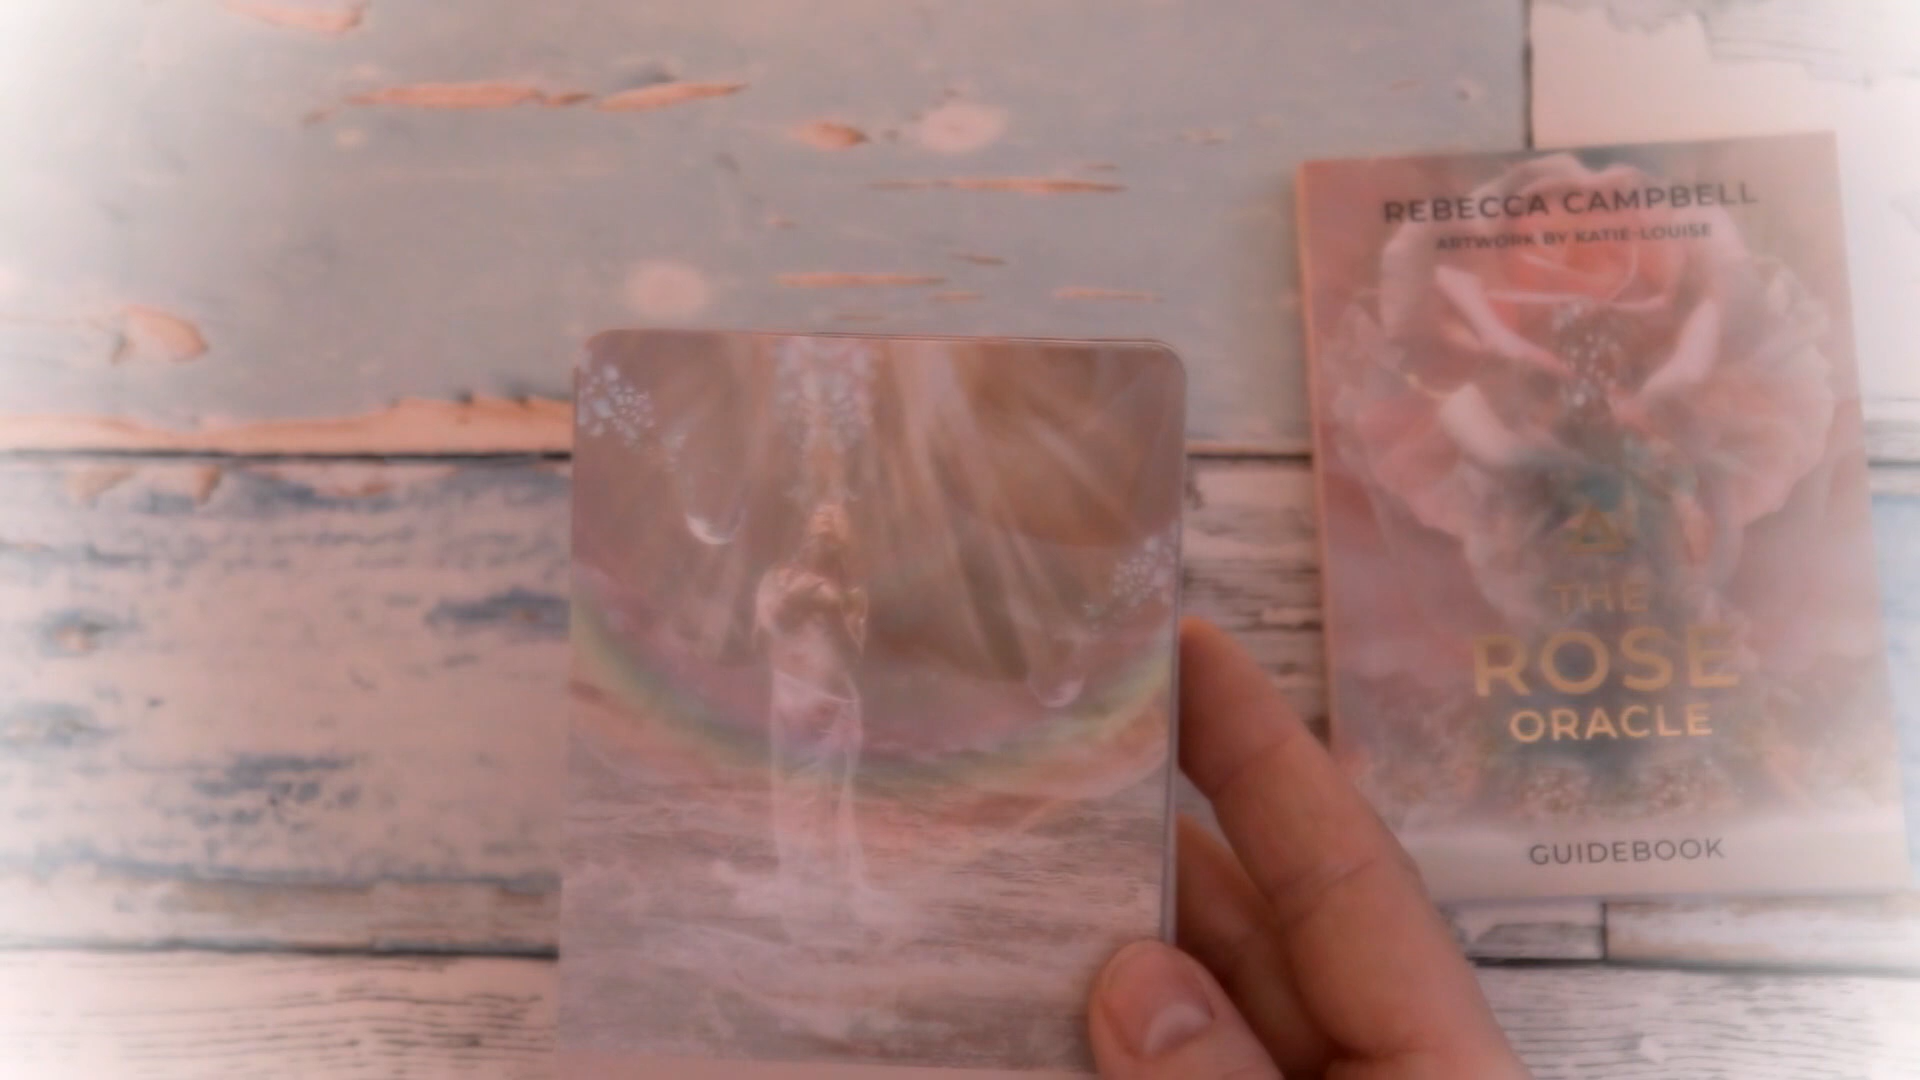 REBECCA CAMPBELL
ARTWORK BY KATIE-LOUISE
THE
ROSE
ORACLE
GUIDEBOOK